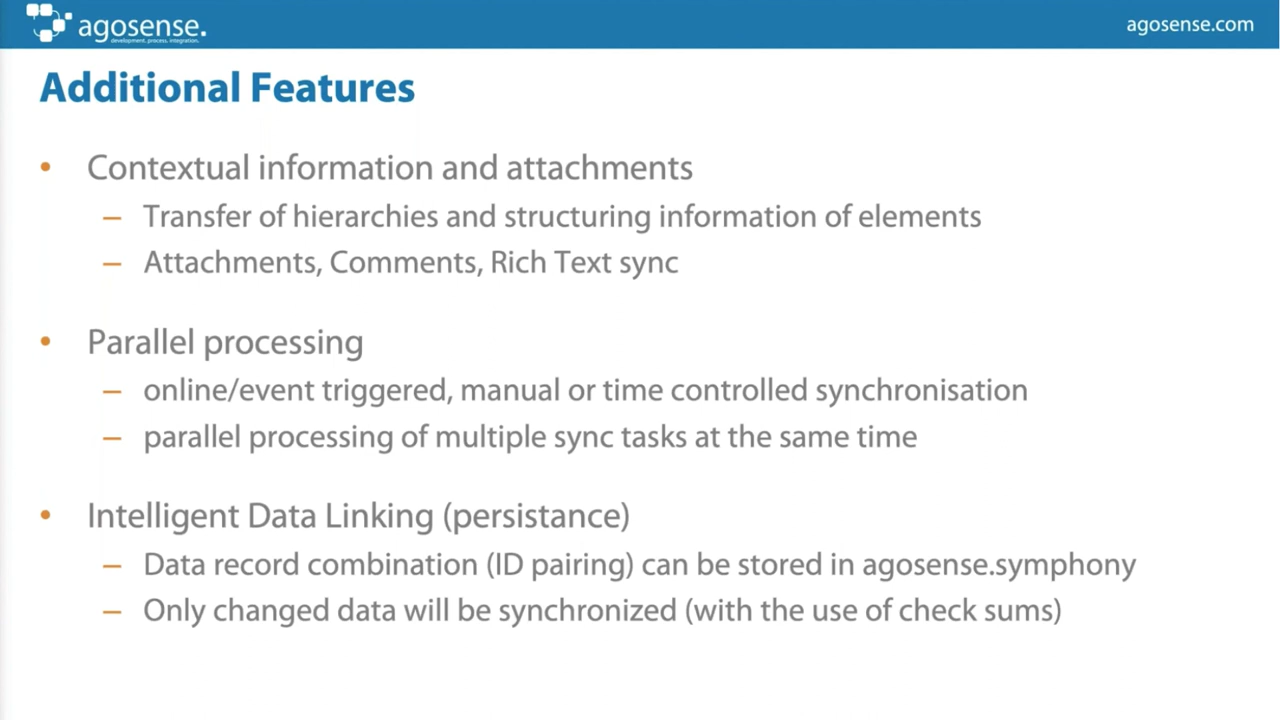 agosense.
development. process. integration.
agosense.com
Additional Features
• Contextual information and attachments
– Transfer of hierarchies and structuring information of elements
– Attachments, Comments, Rich Text sync
• Parallel processing
– online/event triggered, manual or time controlled synchronisation
– parallel processing of multiple sync tasks at the same time
• Intelligent Data Linking (persistance)
– Data record combination (ID pairing) can be stored in agosense.symphony
– Only changed data will be synchronized (with the use of check sums)